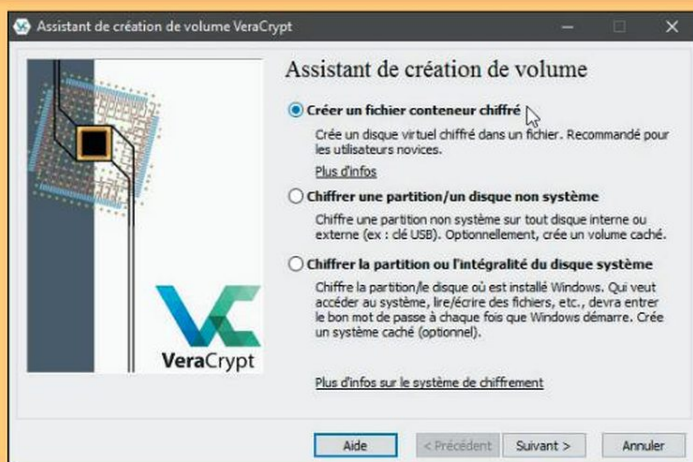 Assistant de création de volume VeraCrypt
Assistant de création de volume
Créer un fichier conteneur chiffré
Crée un disque virtuel chiffré dans un fichier. Recommandé pour
les utilisateurs novices.
Plus d'infos
Chiffrer une partition/un disque non système
Chiffre une partition non système sur tout disque interne ou
externe (ex : clé USB). Optionnellement, crée un volume caché.
Chiffrer la partition ou l'intégralité du disque système
Chiffre la partition/le disque où est installé Windows. Qui veut
accéder au système, lire/écrire des fichiers, etc., devra entrer
le bon mot de passe à chaque fois que Windows démarre. Crée
un système caché (optionnel).
VeraCrypt
Plus d'infos sur le système de chiffrement
Aide < Précédent Suivant > Annuler